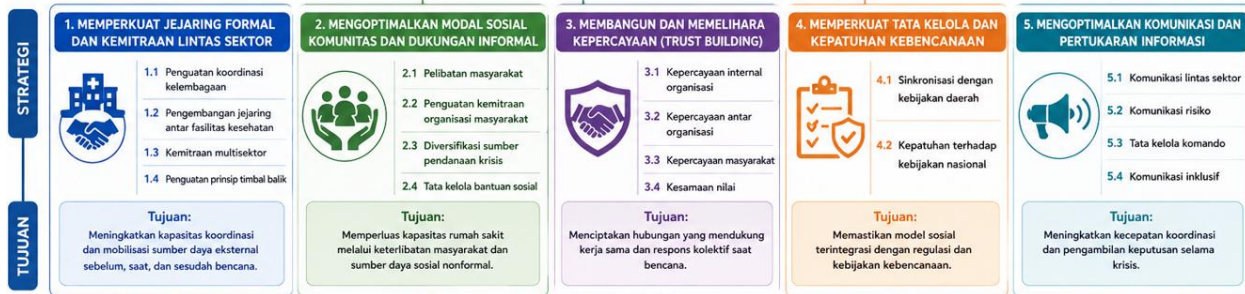 STRATEGI
1. MEMPERKUAT JEJARING FORMAL
DAN KEMITRAAN LINTAS SEKTOR
1.1 Penguatan koordinasi
kelembagaan
1.2 Pengembangan jejaring
antar fasilitas kesehatan
1.3 Kemitraan multisektor
1.4 Penguatan prinsip timbal balik
2. MENGOPTIMALKAN MODAL SOSIAL
KOMUNITAS DAN DUKUNGAN INFORMAL
2.1 Pelibatan masyarakat
2.2 Penguatan kemitraan
organisasi masyarakat
2.3 Diversifikasi sumber
pendanaan krisis
2.4 Tata kelola bantuan sosial
3. MEMBANGUN DAN MEMELIHARA
KEPERCAYAAN (TRUST BUILDING)
3.1 Kepercayaan internal
organisasi
3.2 Kepercayaan antar
organisasi
3.3 Kepercayaan masyarakat
3.4 Kesamaan nilai
4. MEMPERKUAT TATA KELOLA DAN
KEPATUHAN KEBENCANAAN
4.1 Sinkronisasi dengan
kebijakan daerah
4.2 Kepatuhan terhadap
kebijakan nasional
5. MENGOPTIMALKAN KOMUNIKASI DAN
PERTUKARAN INFORMASI
5.1 Komunikasi lintas sektor
5.2 Komunikasi risiko
5.3 Tata kelola komando
5.4 Komunikasi inklusif
TUJUAN
Tujuan:
Meningkatkan kapasitas koordinasi
dan mobilisasi sumber daya eksternal
sebelum, saat, dan sesudah bencana.
Tujuan:
Memperluas kapasitas rumah sakit
melalui keterlibatan masyarakat dan
sumber daya sosial nonformal.
Tujuan:
Menciptakan hubungan yang mendukung
kerja sama dan respons kolektif saat
bencana.
Tujuan:
Memastikan model sosial
terintegrasi dengan regulasi dan
kebijakan kebencanaan.
Tujuan:
Meningkatkan kecepatan koordinasi
dan pengambilan keputusan selama
krisis.